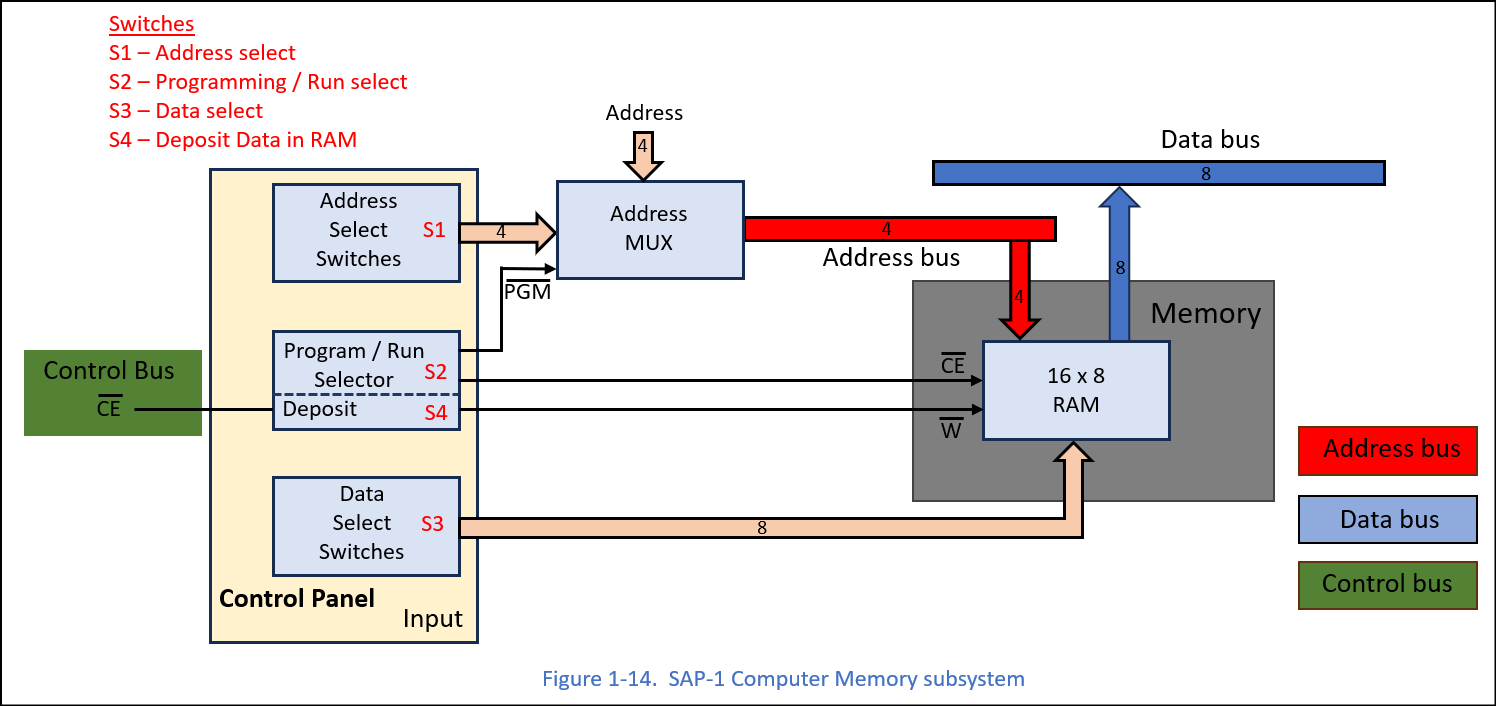 Switches
S1 – Address select
S2 – Programming / Run select
S3 – Data select
S4 – Deposit Data in RAM
Address
4
Data bus
8
Address
Select
Switches
S1
4
Address
MUX
4
Address bus
PGM
4
8
Memory
Control Bus
CE
Program / Run
Selector
S2
Deposit
S4
CE
W
16 x 8
RAM
Data
Select
Switches
S3
8
Control Panel
Input
Address bus
Data bus
Control bus
Figure 1-14. SAP-1 Computer Memory subsystem